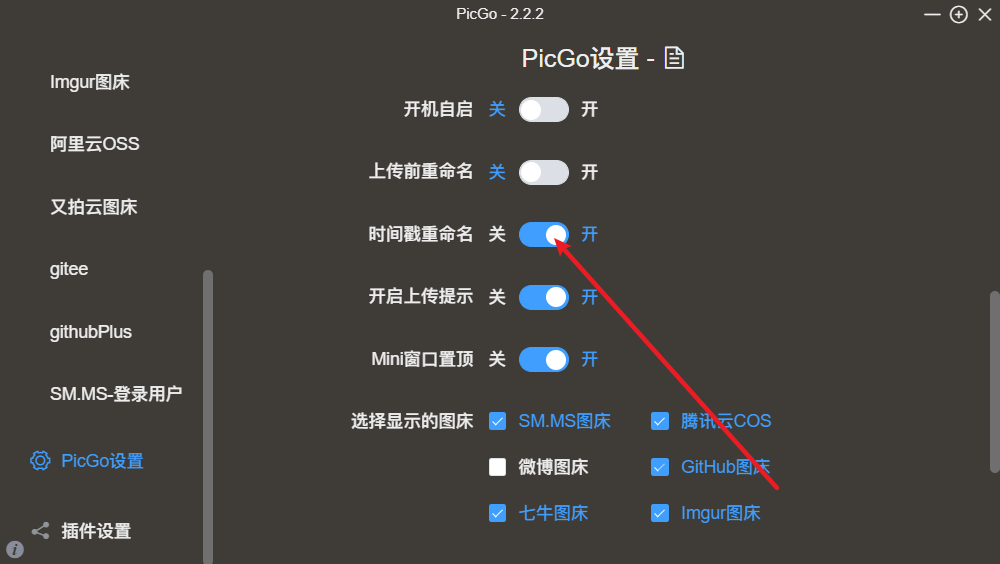 PicGo - 2.2.2
Imgur图床
阿里云OSS
又拍云图床
gitee
githubPlus
SM.MS-登录用户
PicGo设置
插件设置
PicGo设置 -
开机自启 关 开
上传前重命名 关 开
时间戳重命名 关 开
开启上传提示 关 开
Mini窗口置顶 关 开
选择显示的图床 SM.MS图床 腾讯云COS
微博图床 GitHub图床
七牛图床 Imgur图床